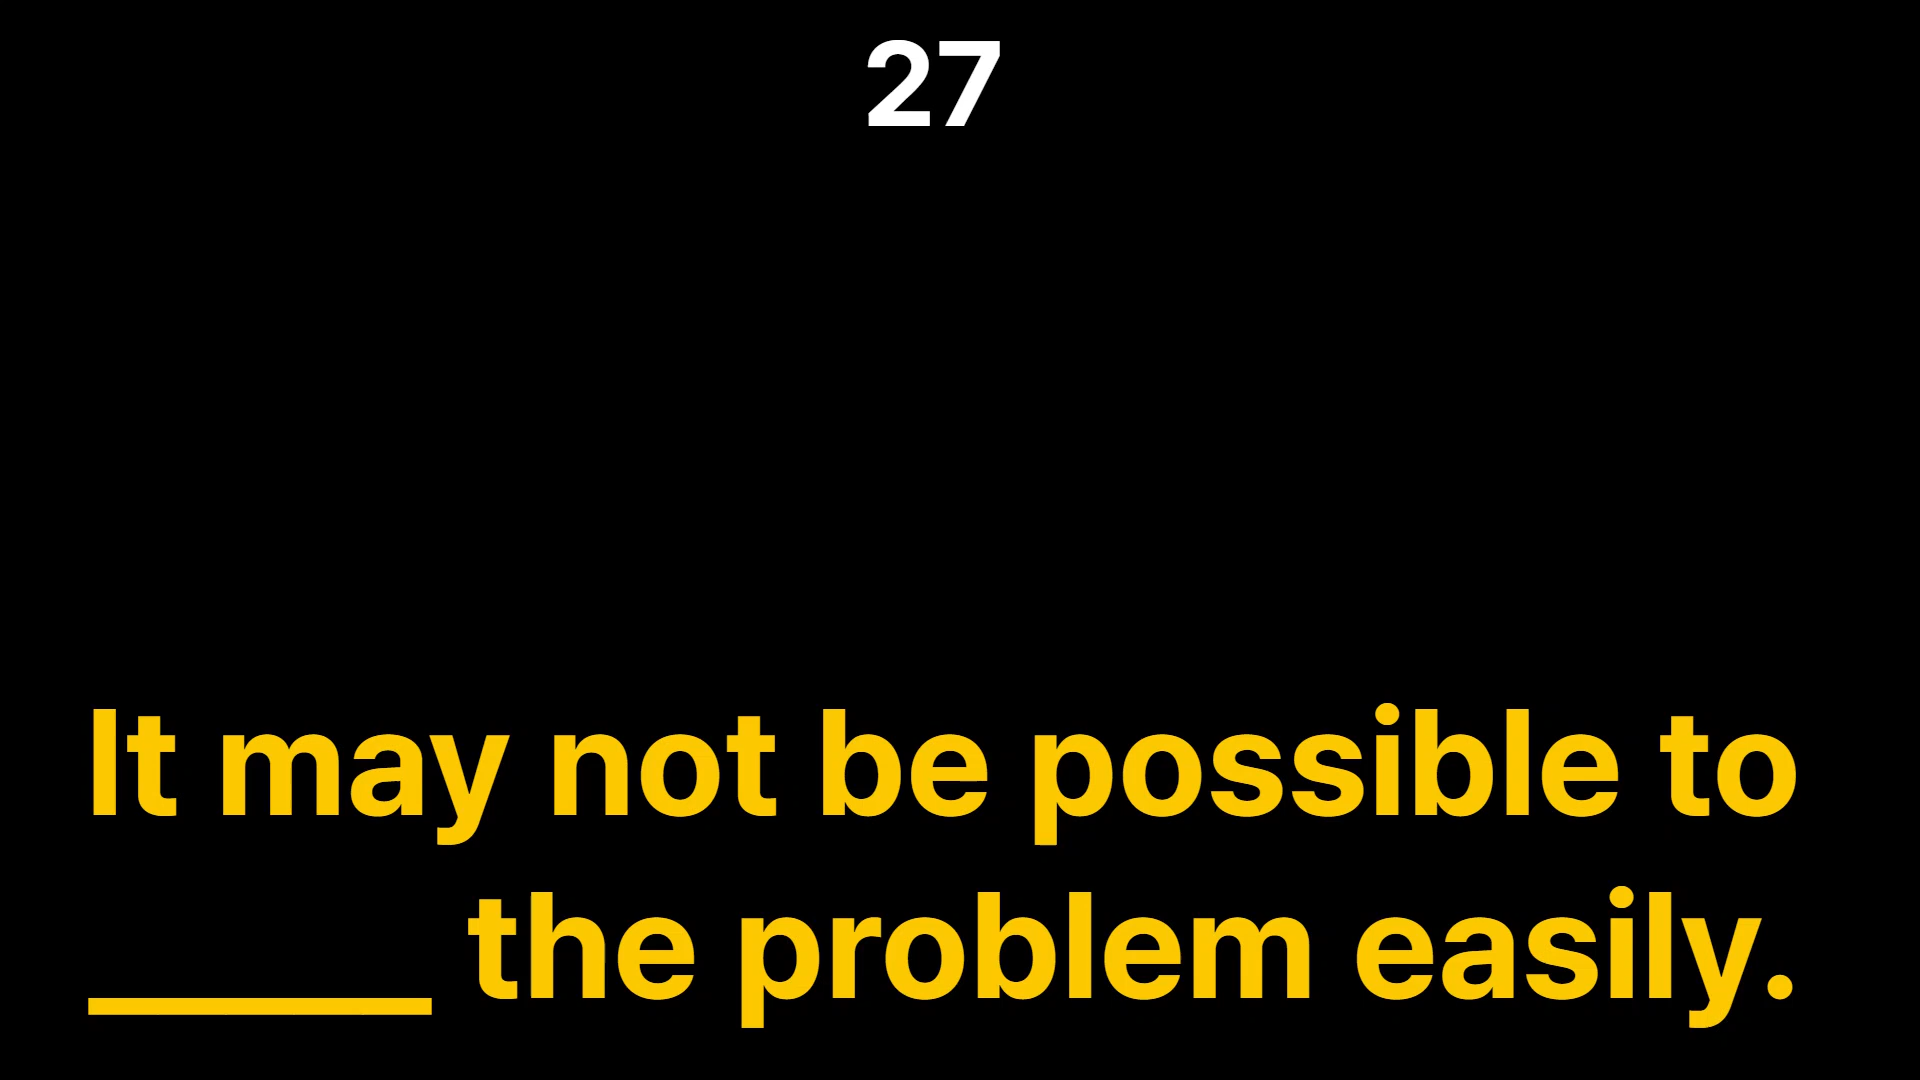 27
It may not be possible to
_____ the problem easily.